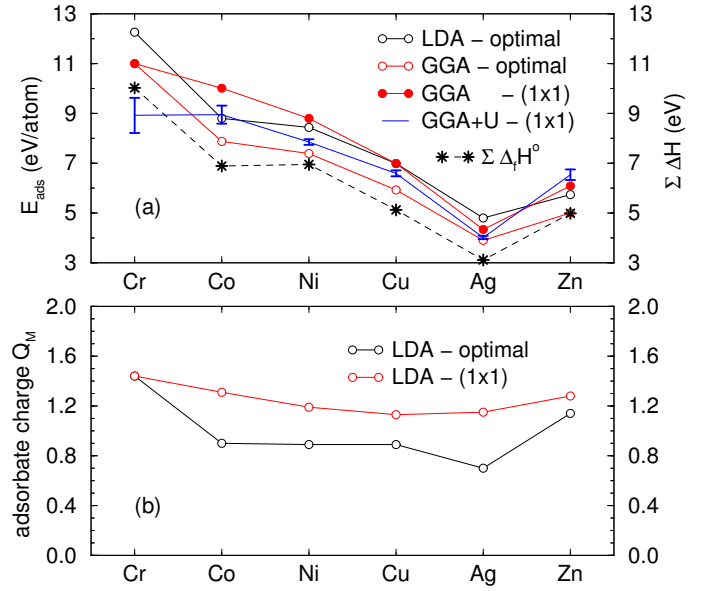 13 13
LDA − optimal
11 GGA − optimal 11
GGA − (1x1)
9 GGA+U − (1x1) 9
Σ Δ_fH°
7 7
E_ads (eV/atom)
Σ ΔH (eV)
5 (a) 5
3 3
Cr Co Ni Cu Ag Zn
2.0 2.0
LDA − optimal
1.6 LDA − (1x1) 1.6
1.2 1.2
adsorbate charge Q_M
0.8 0.8
0.4 (b) 0.4
0.0 0.0
Cr Co Ni Cu Ag Zn